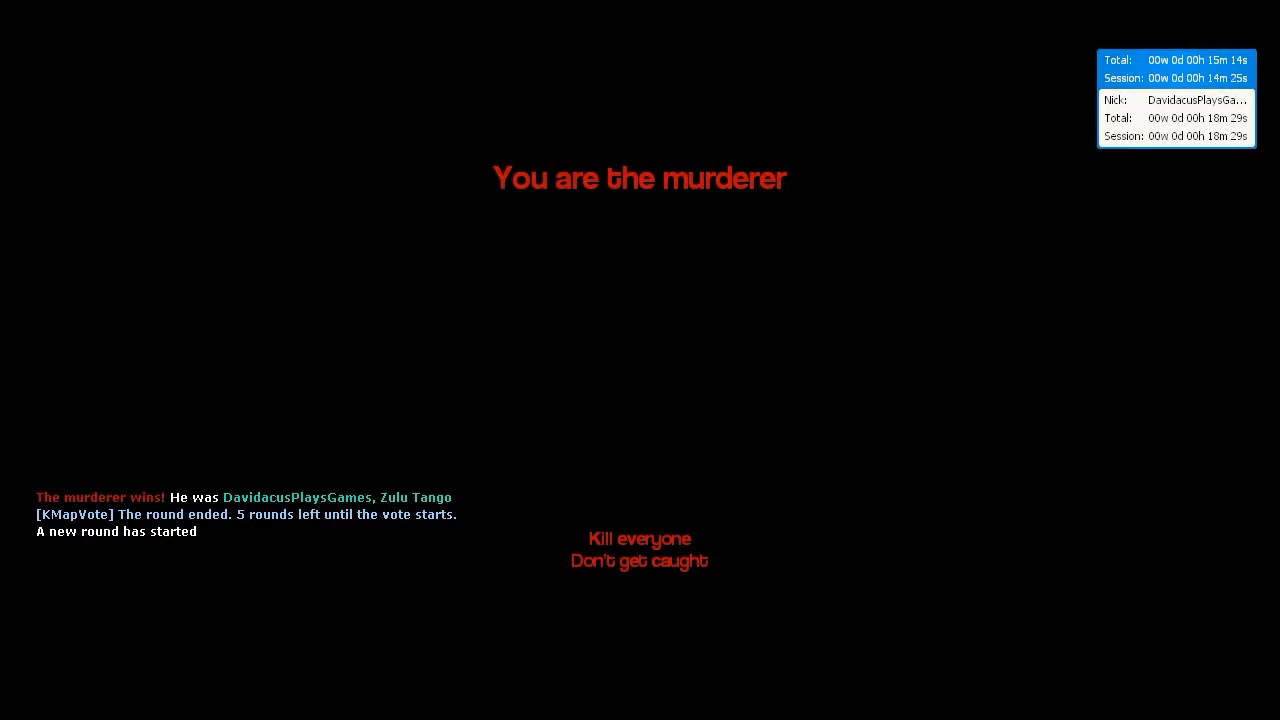 Total: 00w 0d 00h 15m 14s
Session: 00w 0d 00h 14m 25s
Nick: DavidacusPlaysGa...
Total: 00w 0d 00h 18m 29s
Session: 00w 0d 00h 18m 29s
You are the murderer
The murderer wins! He was DavidacusPlaysGames, Zulu Tango
[KMapVote] The round ended. 5 rounds left until the vote starts.
A new round has started
Kill everyone
Don't get caught